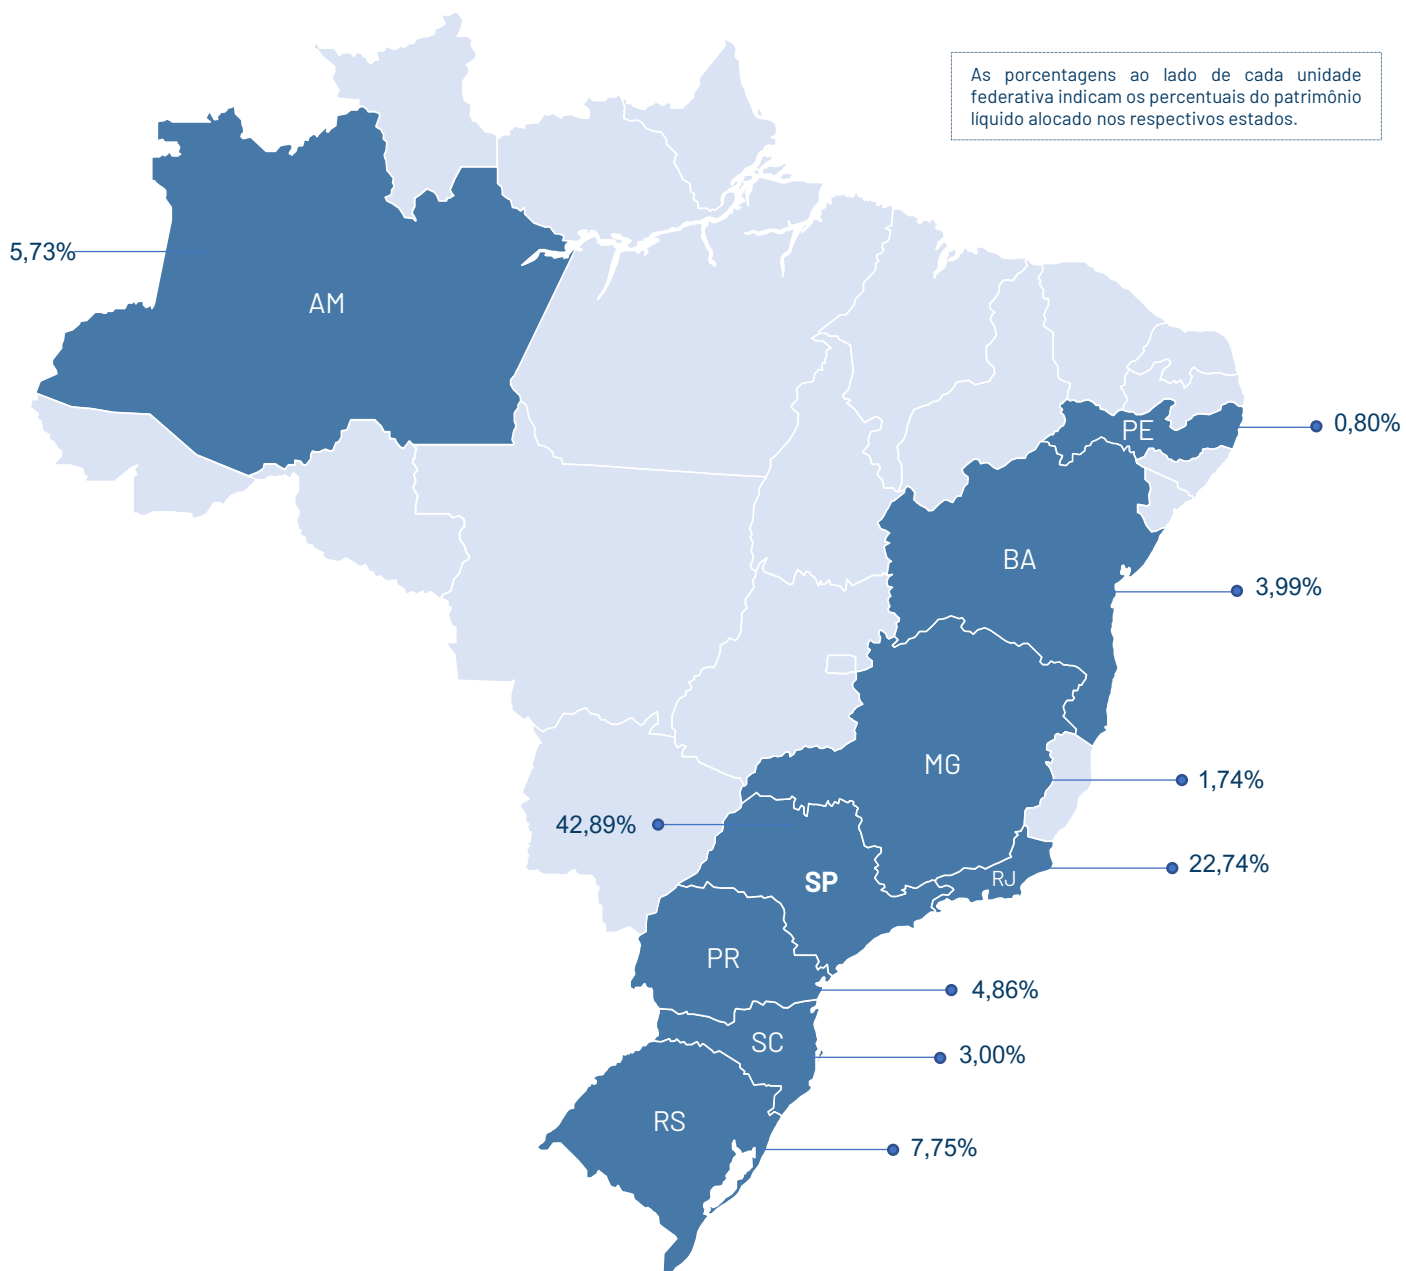 As porcentagens ao lado de cada unidade
federativa indicam os percentuais do patrimônio
líquido alocado nos respectivos estados.
5,73%
AM
PE
0,80%
BA
3,99%
MG
1,74%
42,89%
SP
RJ
22,74%
PR
4,86%
SC
3,00%
RS
7,75%